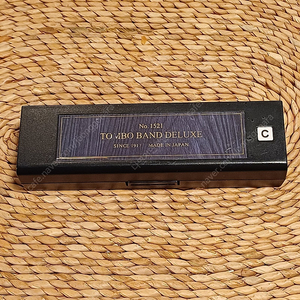 No. 1521
TOMBO BAND DELUXE
SINCE 1917 MADE IN JAPAN
C